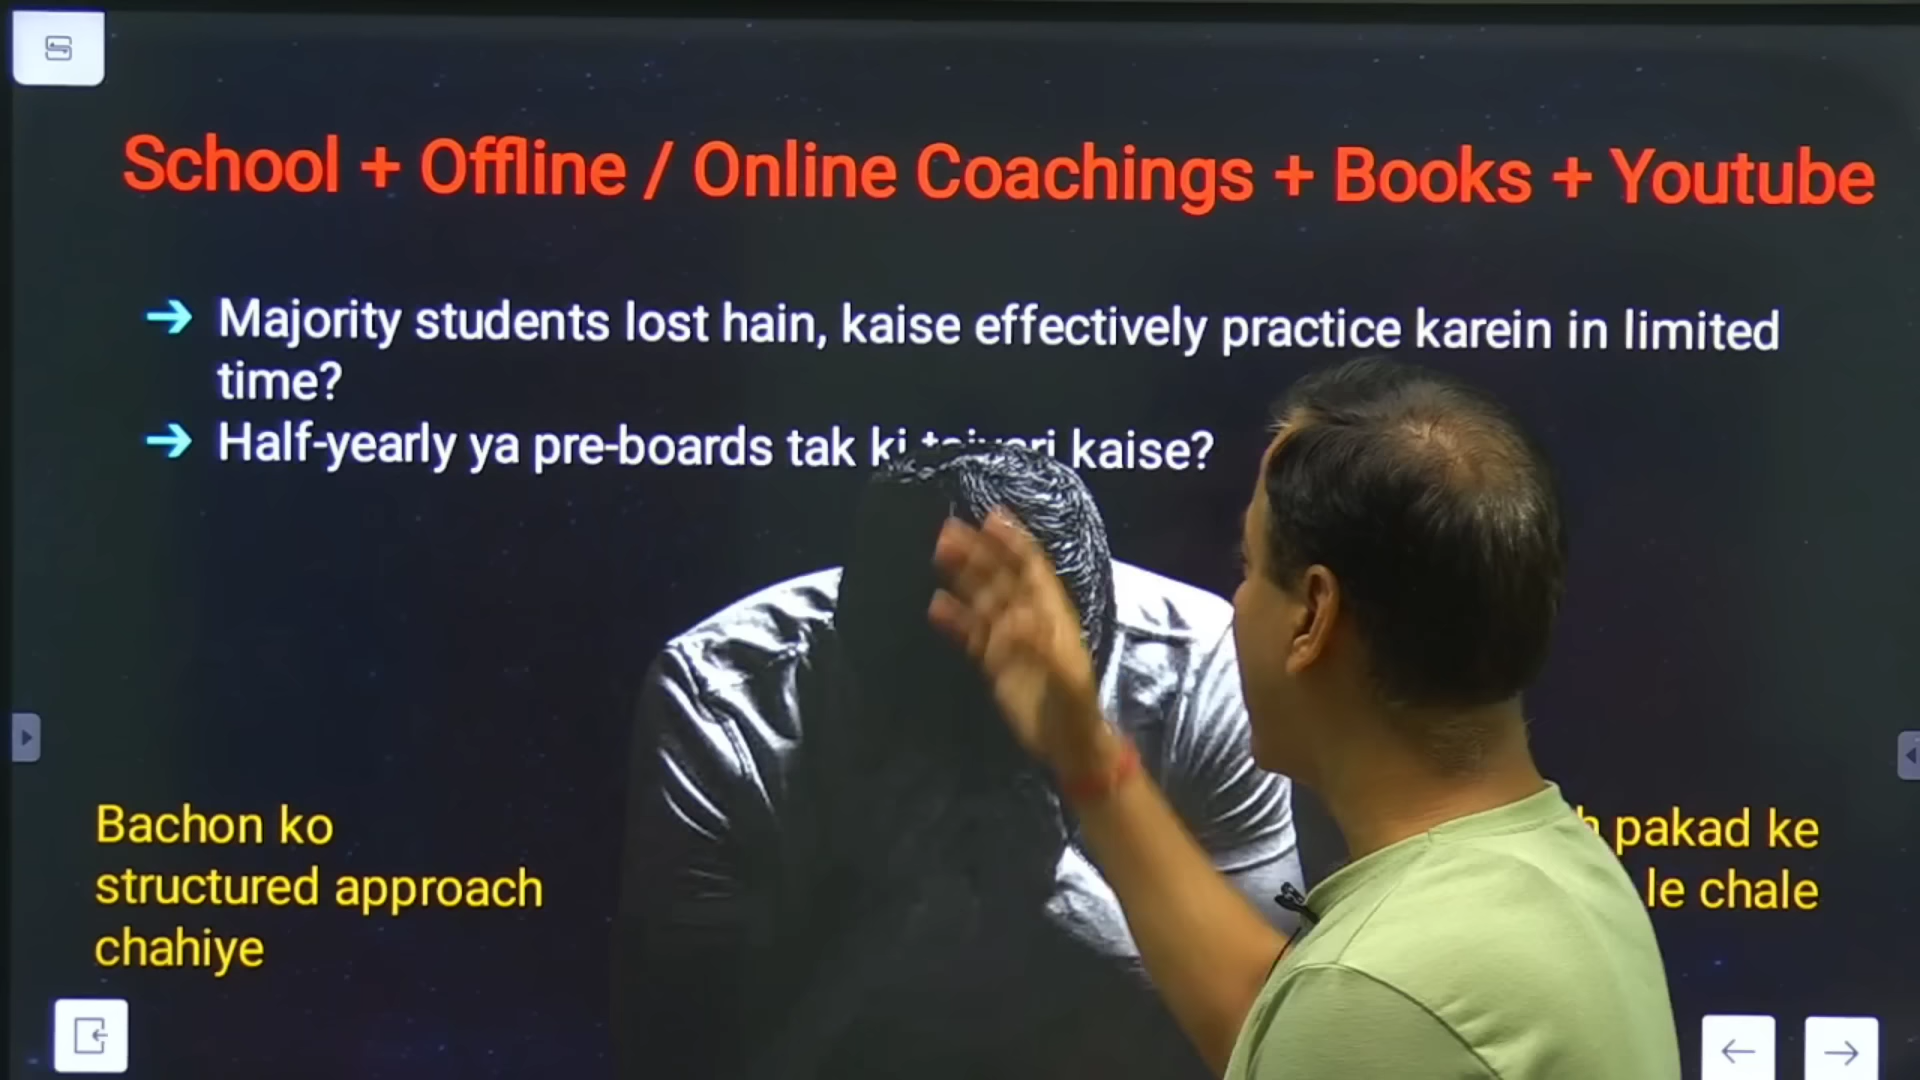 School + Offline / Online Coachings + Books + Youtube
➔ Majority students lost hain, kaise effectively practice karein in limited
time?
➔ Half-yearly ya pre-boards tak ki kaise?
Bachon ko
structured approach
chahiye
pakad ke
le chale